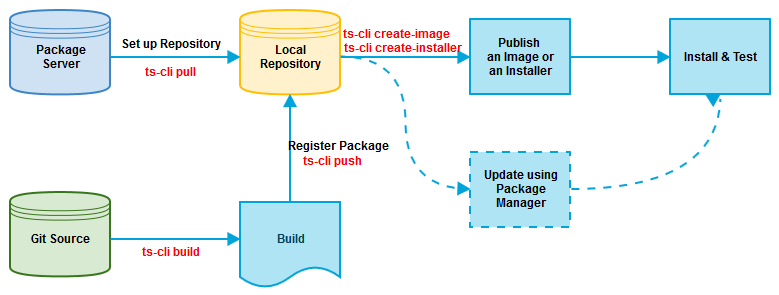 Package
Server
Set up Repository
ts-cli pull
Local
Repository
ts-cli create-image
ts-cli create-installer
Publish
an Image or
an Installer
Install & Test
Register Package
ts-cli push
Update using
Package
Manager
Git Source
ts-cli build
Build